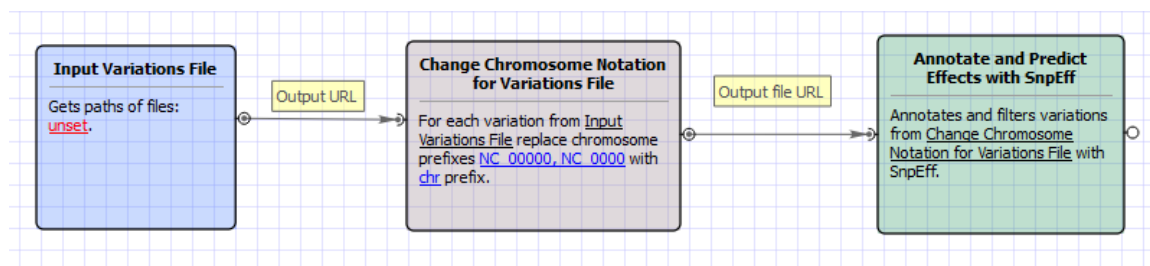 Input Variations File
Gets paths of files:
unset.
Output URL
Change Chromosome Notation
for Variations File
For each variation from Input
Variations File replace chromosome
prefixes NC_00000, NC_0000 with
chr prefix.
Output file URL
Annotate and Predict
Effects with SnpEff
Annotates and filters variations
from Change Chromosome
Notation for Variations File with
SnpEff.